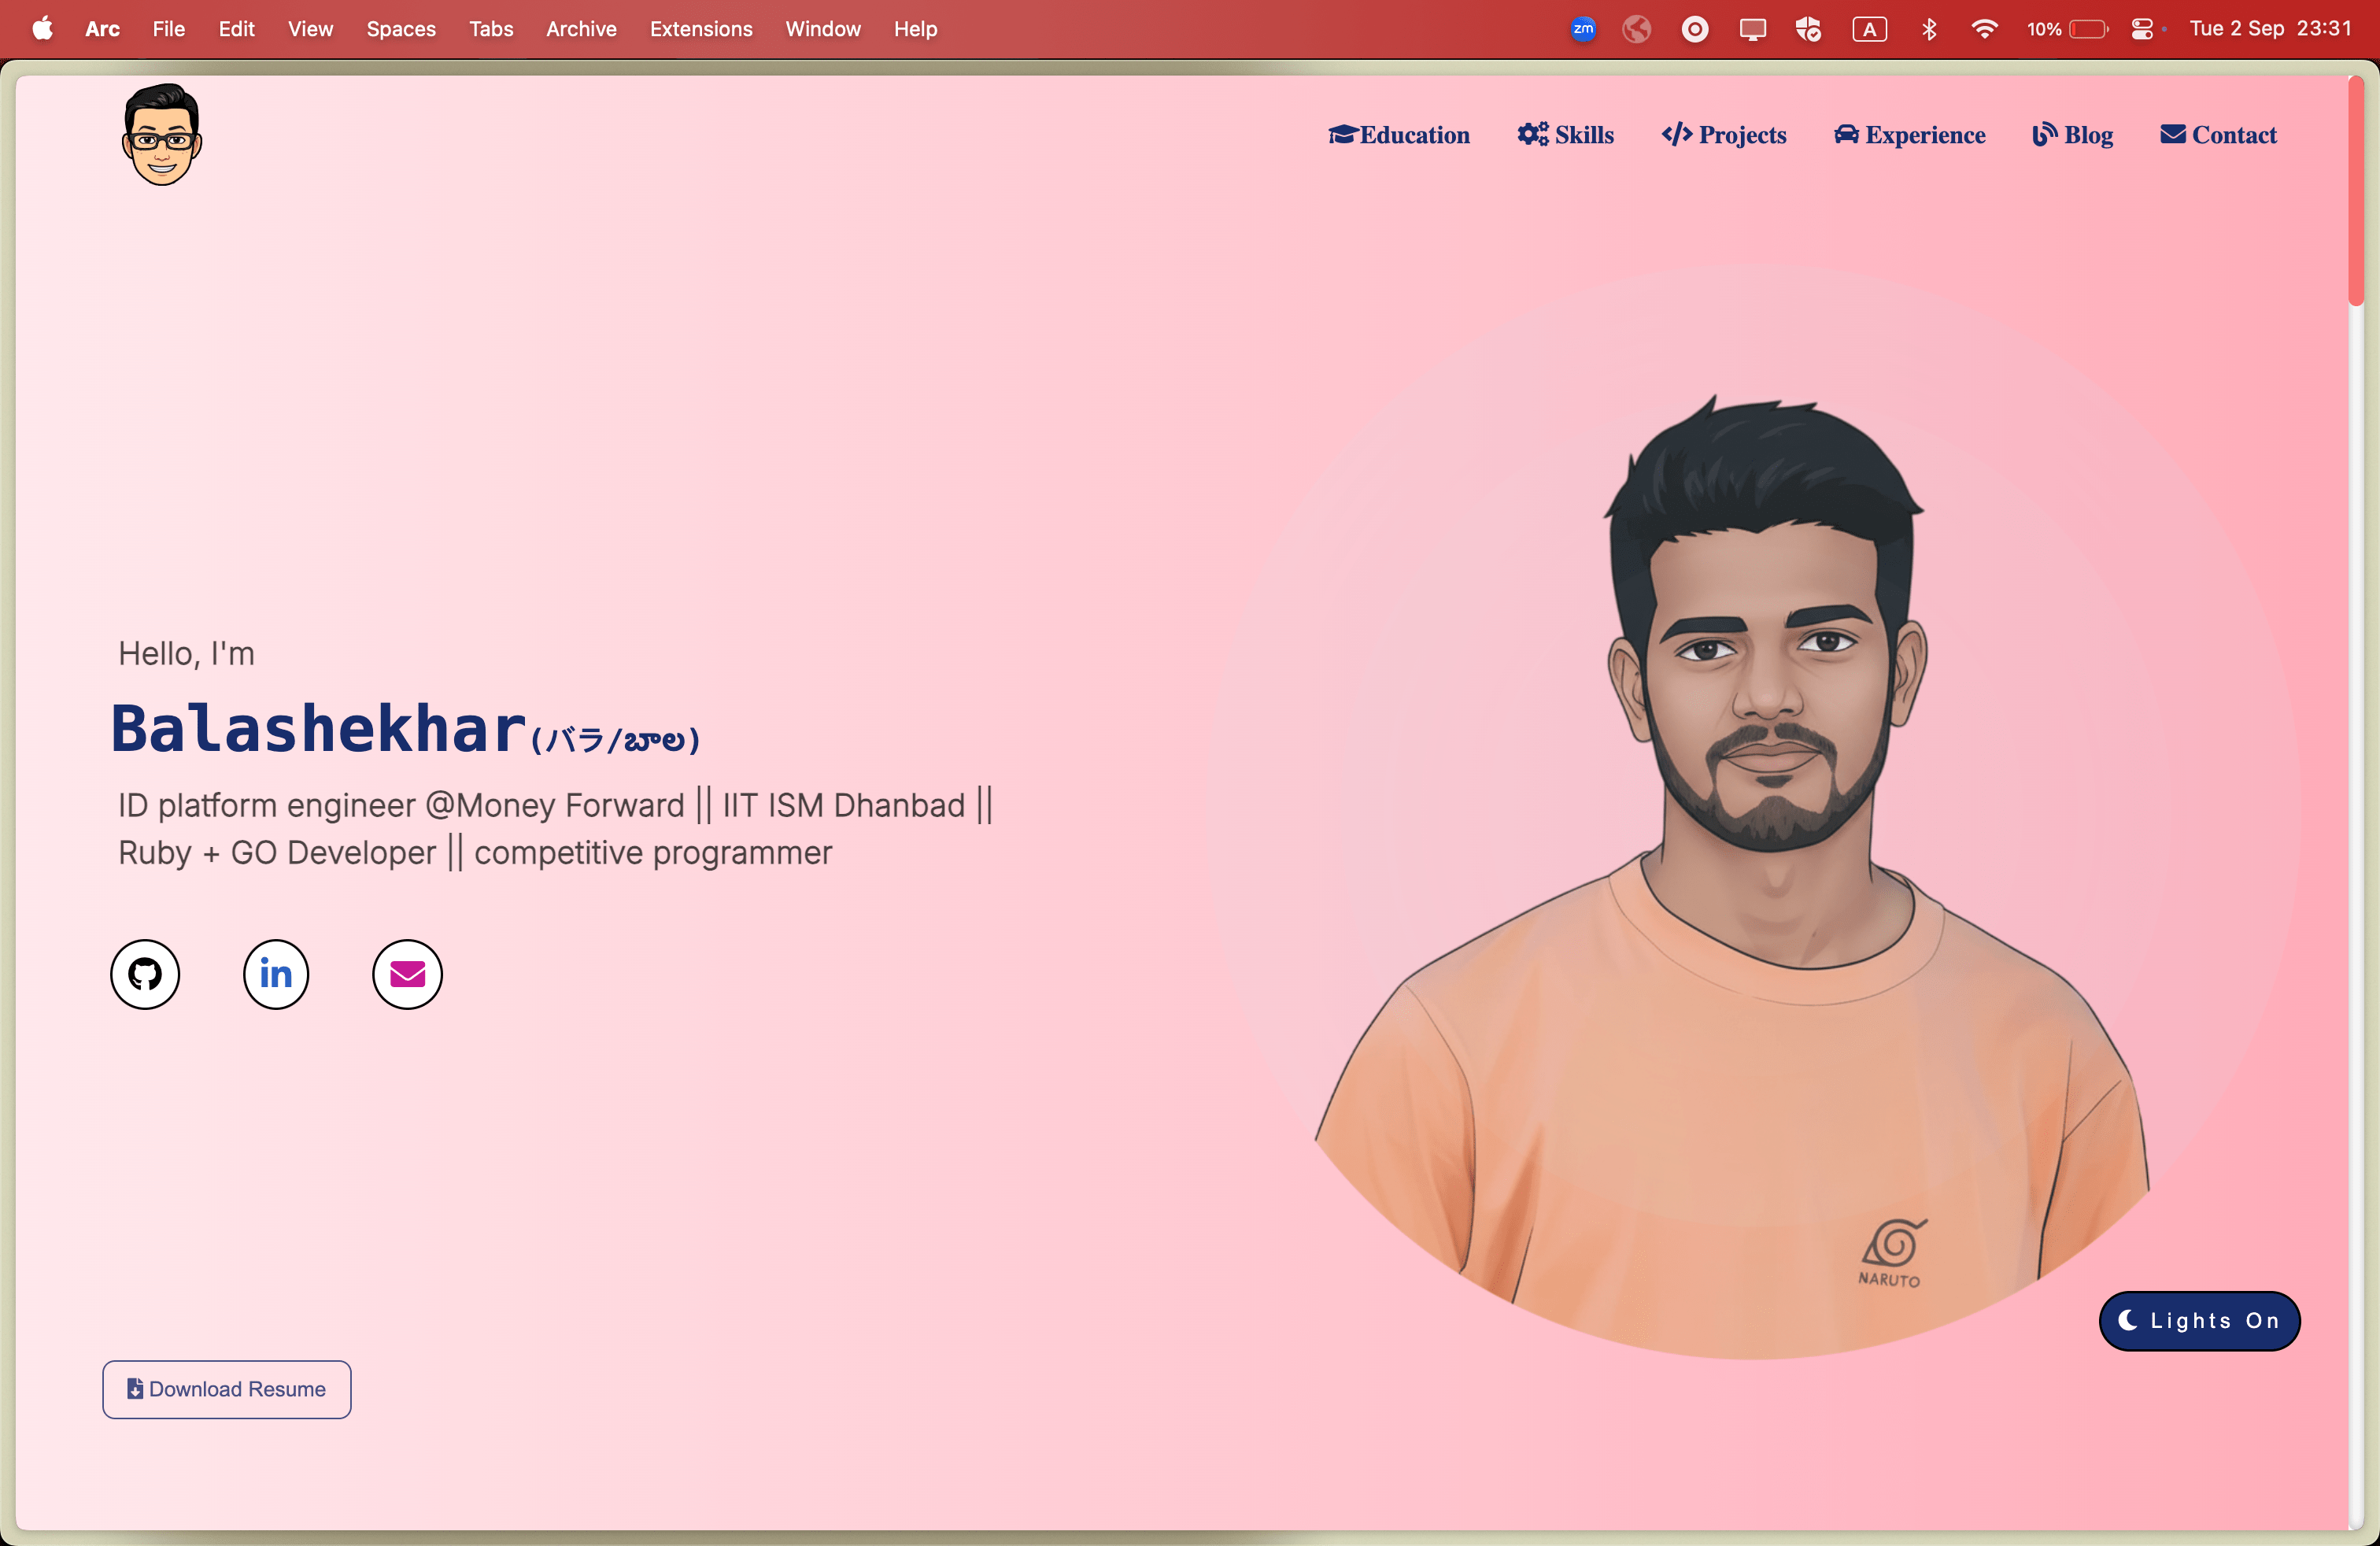 Arc File Edit View Spaces Tabs Archive Extensions Window Help zm A 10% Tue 2 Sep 23:31
Education Skills Projects Experience Blog Contact
Hello, I'm
Balashekhar(バラ/బాల)
ID platform engineer @Money Forward || IIT ISM Dhanbad ||
Ruby + GO Developer || competitive programmer
in
NARUTO
Lights On
Download Resume